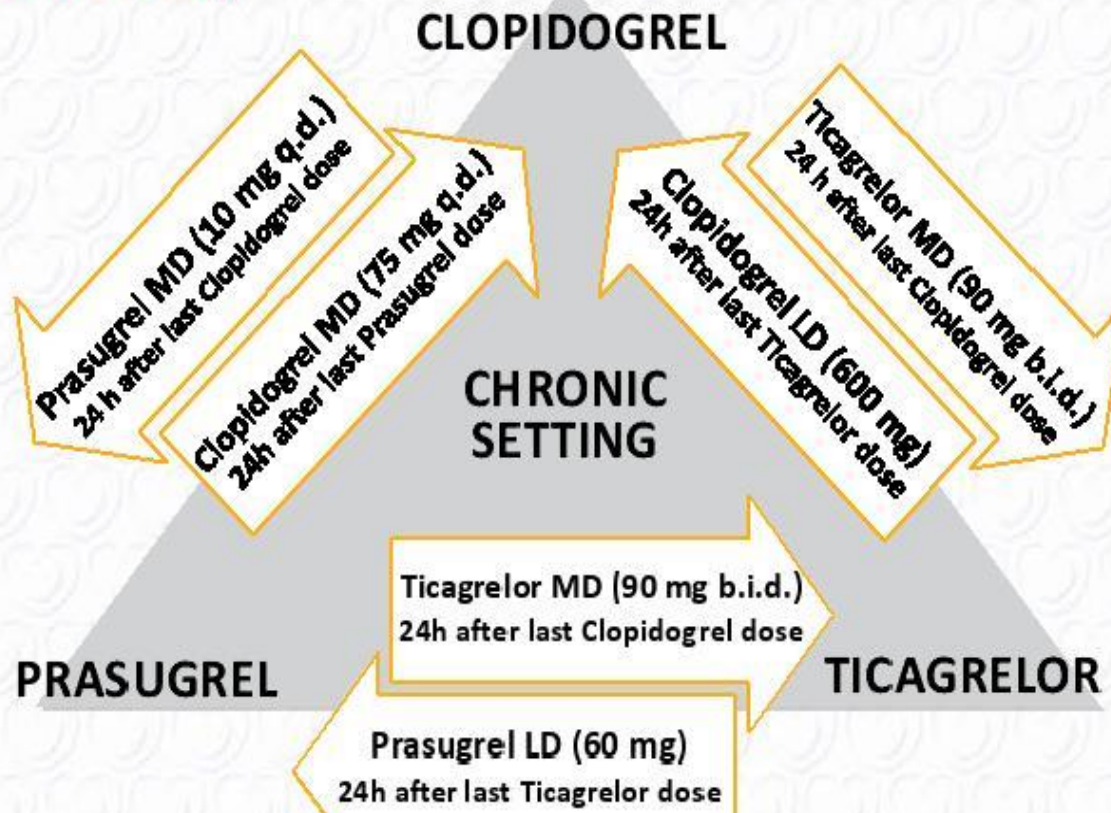 CLOPIDOGREL
Prasugrel MD (10 mg q.d.)
24 h after last Clopidogrel dose
Clopidogrel MD (75 mg q.d.)
24h after last Prasugrel dose
Clopidogrel LD (600 mg)
24h after last Ticagrelor dose
Ticagrelor MD (90 mg b.i.d.)
24 h after last Clopidogrel dose
CHRONIC
SETTING
Ticagrelor MD (90 mg b.i.d.)
24h after last Clopidogrel dose
PRASUGREL
TICAGRELOR
Prasugrel LD (60 mg)
24h after last Ticagrelor dose